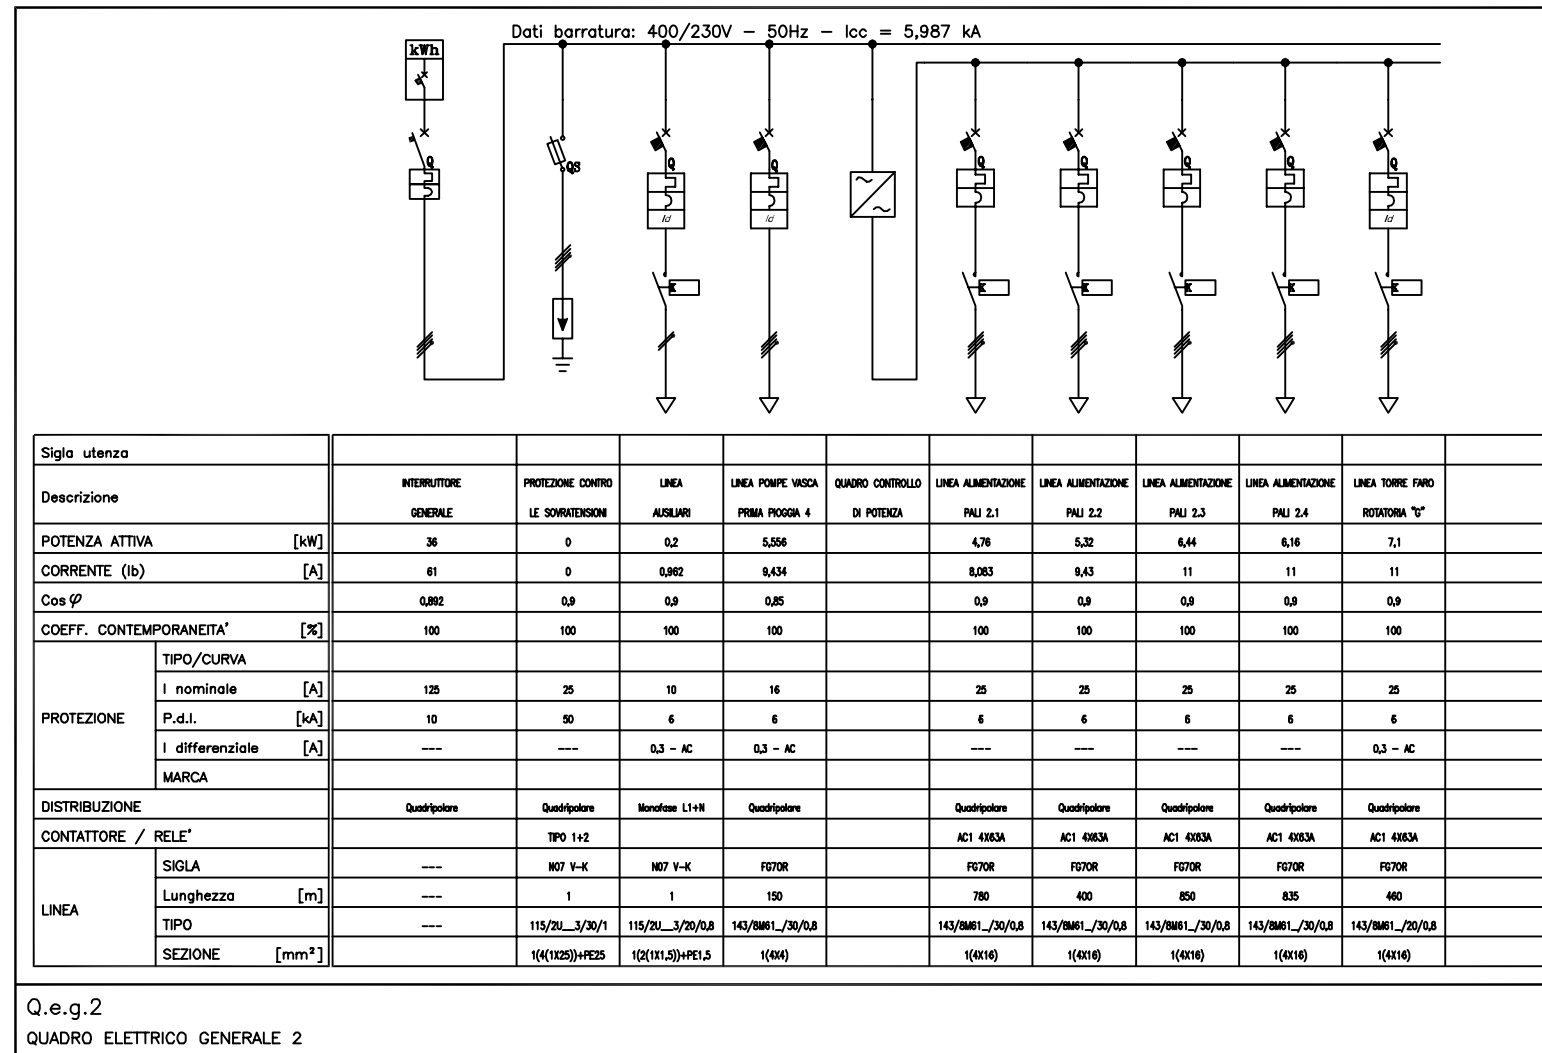 Dati barratura: 400/230V – 50Hz – Icc = 5,987 kA
kWh
Q QS Q Q Q Q Q Q Q
Id Id Id
K K K K K K
Sigla utenza
Descrizione INTERRUTTORE GENERALE PROTEZIONE CONTRO LE SOVRATENSIONI LINEA AUSILIARI LINEA POMPE VASCA PRIMA PIOGGIA 4 QUADRO CONTROLLO DI POTENZA LINEA ALIMENTAZIONE PALI 2.1 LINEA ALIMENTAZIONE PALI 2.2 LINEA ALIMENTAZIONE PALI 2.3 LINEA ALIMENTAZIONE PALI 2.4 LINEA TORRE FARO ROTATORIA "G"
POTENZA ATTIVA [kW] 36 0 0,2 5,556 4,76 5,32 6,44 6,16 7,1
CORRENTE (Ib) [A] 61 0 0,962 9,434 8,083 9,43 11 11 11
Cos φ 0,892 0,9 0,9 0,85 0,9 0,9 0,9 0,9 0,9
COEFF. CONTEMPORANEITA' [%] 100 100 100 100 100 100 100 100 100
PROTEZIONE
TIPO/CURVA
I nominale [A] 125 25 10 16 25 25 25 25 25
P.d.I. [kA] 10 50 6 6 6 6 6 6 6
I differenziale [A] --- --- 0,3 – AC 0,3 – AC --- --- --- --- 0,3 – AC
MARCA
DISTRIBUZIONE Quadripolare Quadripolare Monofase L1+N Quadripolare Quadripolare Quadripolare Quadripolare Quadripolare Quadripolare
CONTATTORE / RELE' TIPO 1+2 AC1 4X63A AC1 4X63A AC1 4X63A AC1 4X63A AC1 4X63A
LINEA
SIGLA --- N07 V–K N07 V–K FG7OR FG7OR FG7OR FG7OR FG7OR FG7OR
Lunghezza [m] --- 1 1 150 780 400 850 835 460
TIPO --- 115/2U__3/30/1 115/2U__3/20/0,8 143/8M61_/30/0,8 143/8M61_/30/0,8 143/8M61_/30/0,8 143/8M61_/30/0,8 143/8M61_/30/0,8 143/8M61_/20/0,8
SEZIONE [mm²] 1(4(1X25))+PE25 1(2(1X1,5))+PE1,5 1(4X4) 1(4X16) 1(4X16) 1(4X16) 1(4X16) 1(4X16)
Q.e.g.2
QUADRO ELETTRICO GENERALE 2